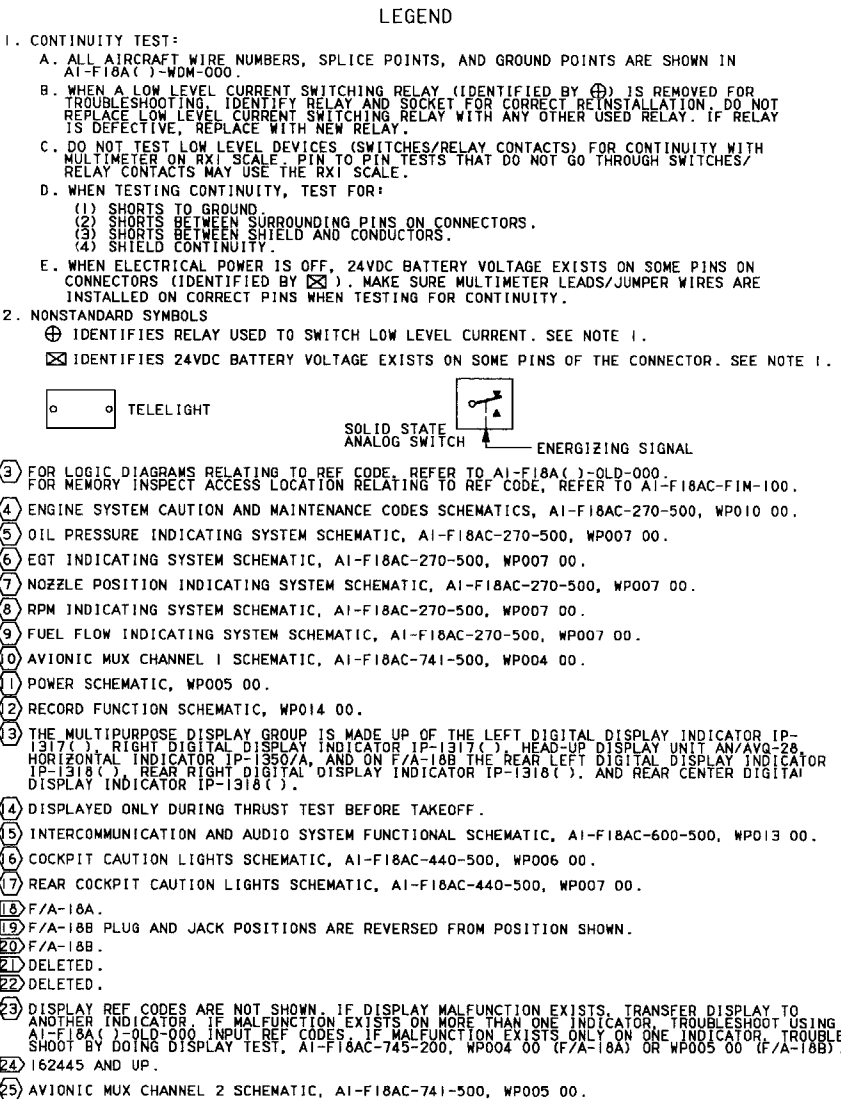 LEGEND
1. CONTINUITY TEST:
A. ALL AIRCRAFT WIRE NUMBERS, SPLICE POINTS, AND GROUND POINTS ARE SHOWN IN
A1-F18A( )-WDM-000.
B. WHEN A LOW LEVEL CURRENT SWITCHING RELAY (IDENTIFIED BY ⊕) IS REMOVED FOR
TROUBLESHOOTING, IDENTIFY RELAY AND SOCKET FOR CORRECT REINSTALLATION. DO NOT
REPLACE LOW LEVEL CURRENT SWITCHING RELAY WITH ANY OTHER USED RELAY. IF RELAY
IS DEFECTIVE, REPLACE WITH NEW RELAY.
C. DO NOT TEST LOW LEVEL DEVICES (SWITCHES/RELAY CONTACTS) FOR CONTINUITY WITH
MULTIMETER ON RX1 SCALE. PIN TO PIN TESTS THAT DO NOT GO THROUGH SWITCHES/
RELAY CONTACTS MAY USE THE RX1 SCALE.
D. WHEN TESTING CONTINUITY, TEST FOR:
(1) SHORTS TO GROUND.
(2) SHORTS BETWEEN SURROUNDING PINS ON CONNECTORS.
(3) SHORTS BETWEEN SHIELD AND CONDUCTORS.
(4) SHIELD CONTINUITY.
E. WHEN ELECTRICAL POWER IS OFF, 24VDC BATTERY VOLTAGE EXISTS ON SOME PINS ON
CONNECTORS (IDENTIFIED BY ⊠ ). MAKE SURE MULTIMETER LEADS/JUMPER WIRES ARE
INSTALLED ON CORRECT PINS WHEN TESTING FOR CONTINUITY.
2. NONSTANDARD SYMBOLS
⊕ IDENTIFIES RELAY USED TO SWITCH LOW LEVEL CURRENT. SEE NOTE 1.
⊠ IDENTIFIES 24VDC BATTERY VOLTAGE EXISTS ON SOME PINS OF THE CONNECTOR. SEE NOTE 1.
TELELIGHT
SOLID STATE
ANALOG SWITCH
ENERGIZING SIGNAL
3 FOR LOGIC DIAGRAMS RELATING TO REF CODE, REFER TO A1-F18A( )-OLD-000.
FOR MEMORY INSPECT ACCESS LOCATION RELATING TO REF CODE, REFER TO A1-F18AC-FIM-100.
4 ENGINE SYSTEM CAUTION AND MAINTENANCE CODES SCHEMATICS, A1-F18AC-270-500, WP010 00.
5 OIL PRESSURE INDICATING SYSTEM SCHEMATIC, A1-F18AC-270-500, WP007 00.
6 EGT INDICATING SYSTEM SCHEMATIC, A1-F18AC-270-500, WP007 00.
7 NOZZLE POSITION INDICATING SYSTEM SCHEMATIC, A1-F18AC-270-500, WP007 00.
8 RPM INDICATING SYSTEM SCHEMATIC, A1-F18AC-270-500, WP007 00.
9 FUEL FLOW INDICATING SYSTEM SCHEMATIC, A1-F18AC-270-500, WP007 00.
10 AVIONIC MUX CHANNEL 1 SCHEMATIC, A1-F18AC-741-500, WP004 00.
11 POWER SCHEMATIC, WP005 00.
12 RECORD FUNCTION SCHEMATIC, WP014 00.
13 THE MULTIPURPOSE DISPLAY GROUP IS MADE UP OF THE LEFT DIGITAL DISPLAY INDICATOR IP-
1317( ), RIGHT DIGITAL DISPLAY INDICATOR IP-1317( ), HEAD-UP DISPLAY UNIT AN/AVQ-28,
HORIZONTAL INDICATOR IP-1350/A, AND ON F/A-18B THE REAR LEFT DIGITAL DISPLAY INDICATOR
IP-1318( ), REAR RIGHT DIGITAL DISPLAY INDICATOR IP-1318( ), AND REAR CENTER DIGITAL
DISPLAY INDICATOR IP-1318( ).
14 DISPLAYED ONLY DURING THRUST TEST BEFORE TAKEOFF.
15 INTERCOMMUNICATION AND AUDIO SYSTEM FUNCTIONAL SCHEMATIC, A1-F18AC-600-500, WP013 00.
16 COCKPIT CAUTION LIGHTS SCHEMATIC, A1-F18AC-440-500, WP006 00.
17 REAR COCKPIT CAUTION LIGHTS SCHEMATIC, A1-F18AC-440-500, WP007 00.
18 F/A-18A.
19 F/A-18B PLUG AND JACK POSITIONS ARE REVERSED FROM POSITION SHOWN.
20 F/A-18B.
21 DELETED.
22 DELETED.
23 DISPLAY REF CODES ARE NOT SHOWN. IF DISPLAY MALFUNCTION EXISTS, TRANSFER DISPLAY TO
ANOTHER INDICATOR. IF MALFUNCTION EXISTS ON MORE THAN ONE INDICATOR, TROUBLESHOOT USING
A1-F18A( )-OLD-000 INPUT REF CODES. IF MALFUNCTION EXISTS ONLY ON ONE INDICATOR, TROUBLE
SHOOT BY DOING DISPLAY TEST, A1-F18AC-745-200, WP004 00 (F/A-18A) OR WP005 00 (F/A-18B).
24 162445 AND UP.
25 AVIONIC MUX CHANNEL 2 SCHEMATIC, A1-F18AC-741-500, WP005 00.